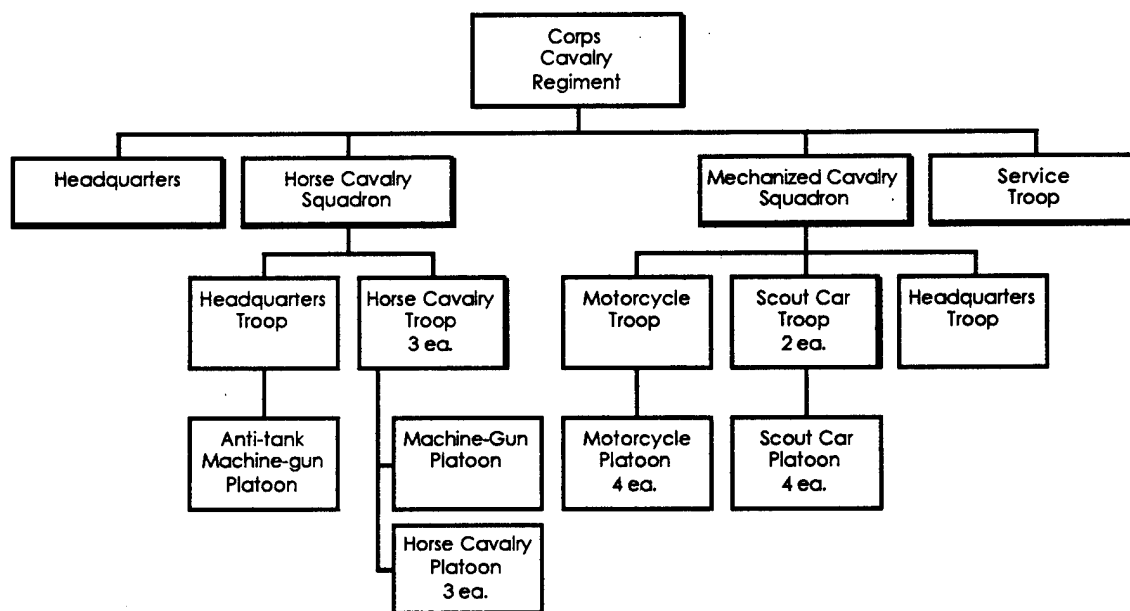 Corps
Cavalry
Regiment
Headquarters
Horse Cavalry
Squadron
Mechanized Cavalry
Squadron
Service
Troop
Headquarters
Troop
Horse Cavalry
Troop
3 ea.
Motorcycle
Troop
Scout Car
Troop
2 ea.
Headquarters
Troop
Anti-tank
Machine-gun
Platoon
Machine-Gun
Platoon
Motorcycle
Platoon
4 ea.
Scout Car
Platoon
4 ea.
Horse Cavalry
Platoon
3 ea.